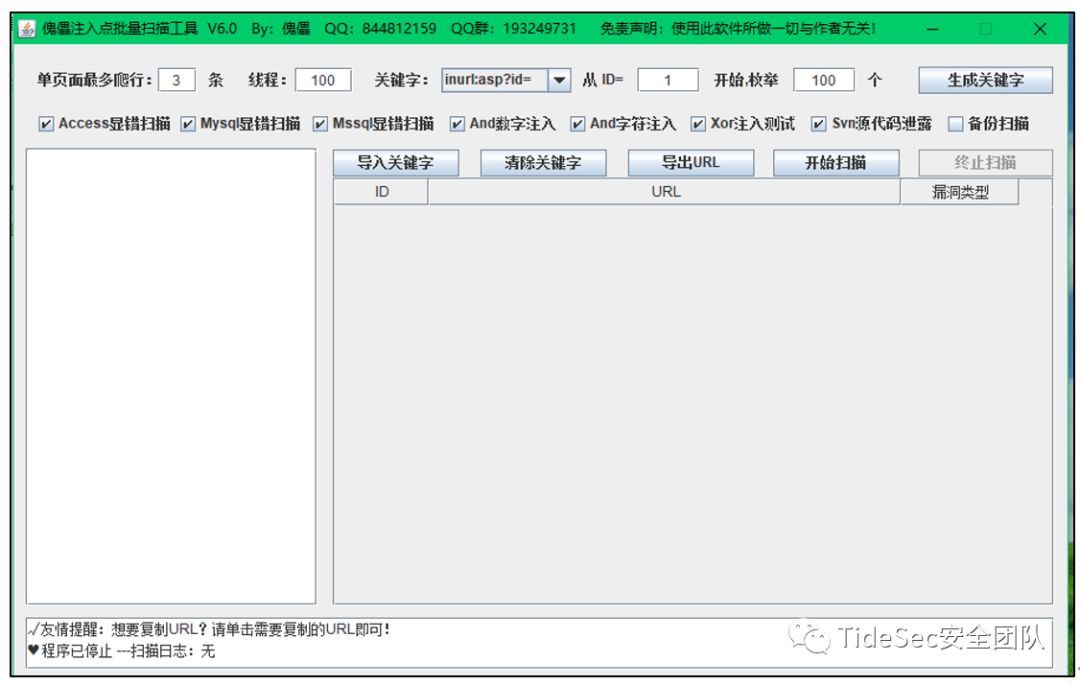 傀儡注入点批量扫描工具 V6.0 By：傀儡 QQ：844812159 QQ群：193249731 免责声明：使用此软件所做一切与作者无关！
单页面最多爬行： 3 条 线程： 100 关键字： inurl:asp?id= 从 ID= 1 开始,枚举 100 个 生成关键字
Access显错扫描 Mysql显错扫描 Mssql显错扫描 And数字注入 And字符注入 Xor注入测试 Svn源代码泄露 备份扫描
导入关键字 清除关键字 导出URL 开始扫描 终止扫描
ID URL 漏洞类型
√友情提醒：想要复制URL？请单击需要复制的URL即可！
♥程序已停止 ---扫描日志：无
TideSec安全团队